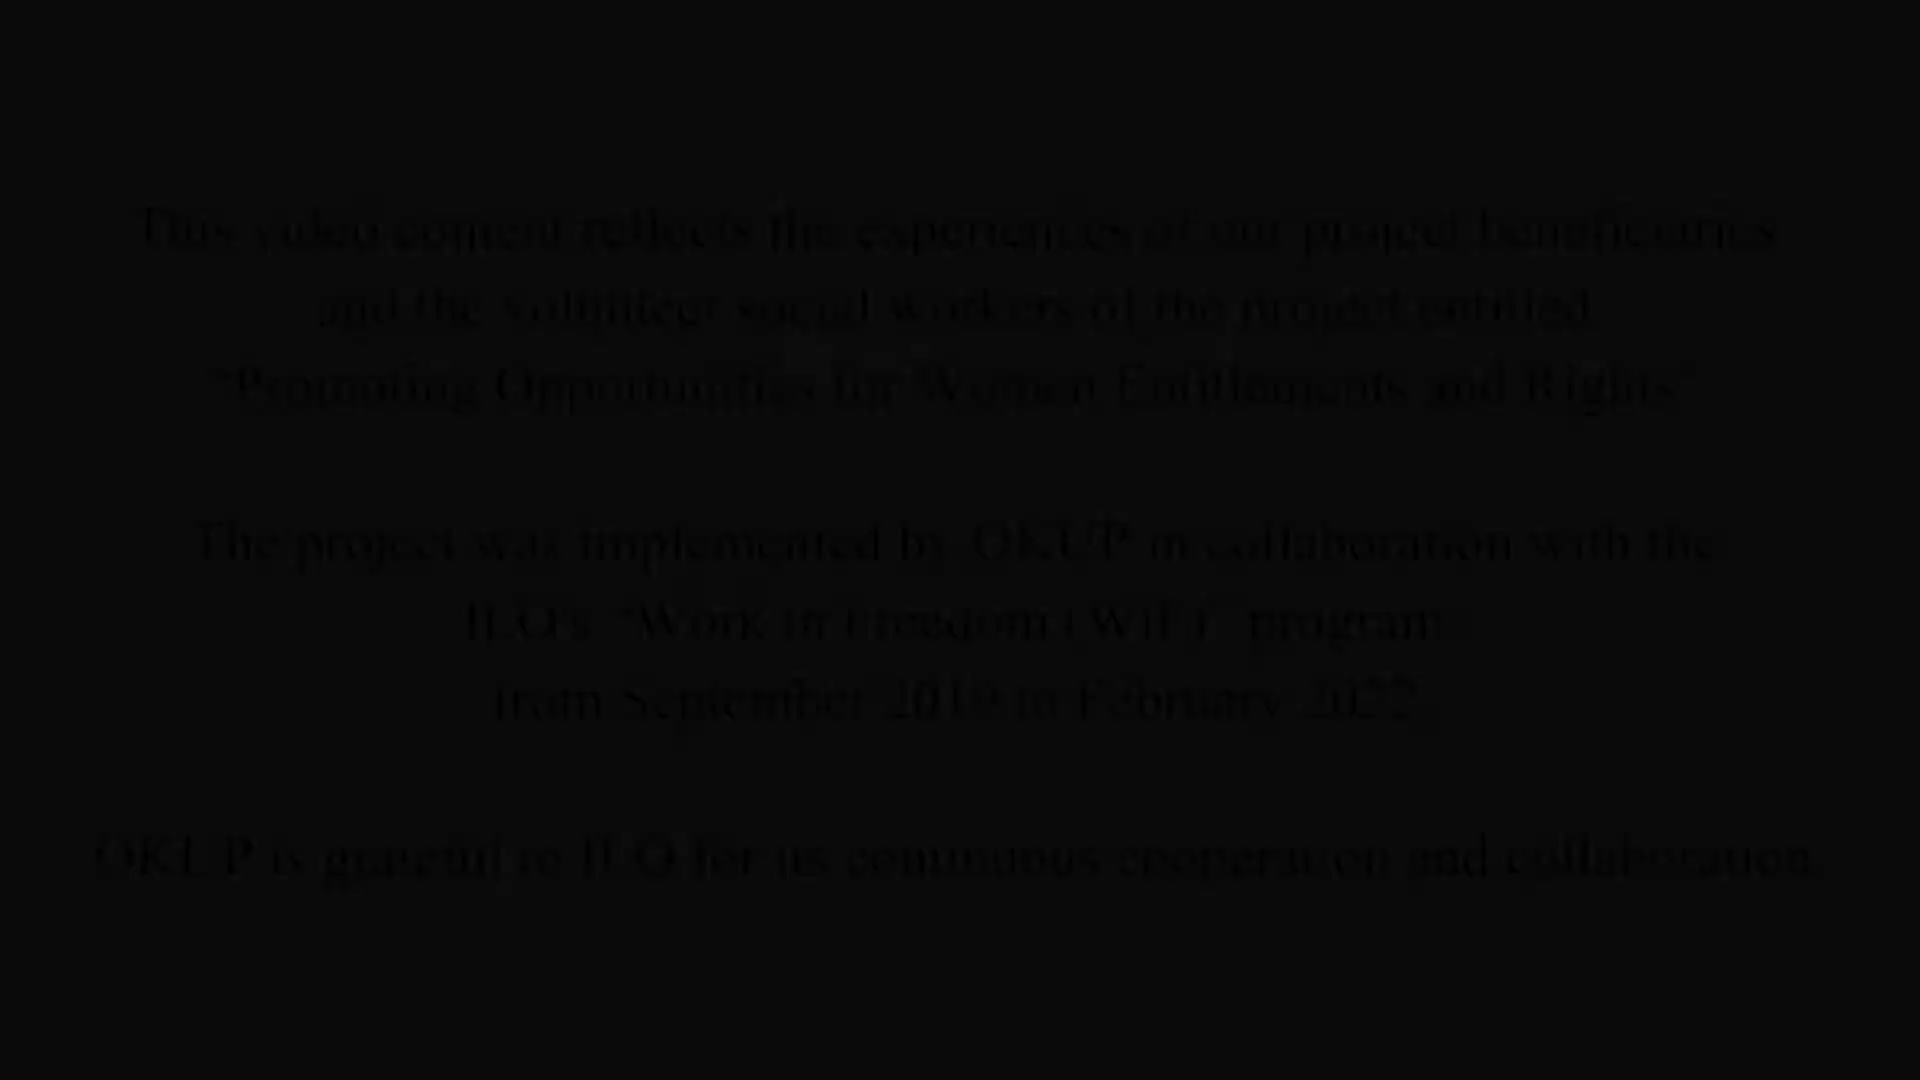 This video content reflects the experiences of our project beneficiaries
and the volunteer social workers of the project entitled
"Promoting Opportunities for Women Entitlements and Rights"
The project was implemented by OKUP in collaboration with the
ILO's "Work in Freedom (WiF)" program
from September 2019 to February 2022
OKUP is grateful to ILO for its continuous cooperation and collaboration.